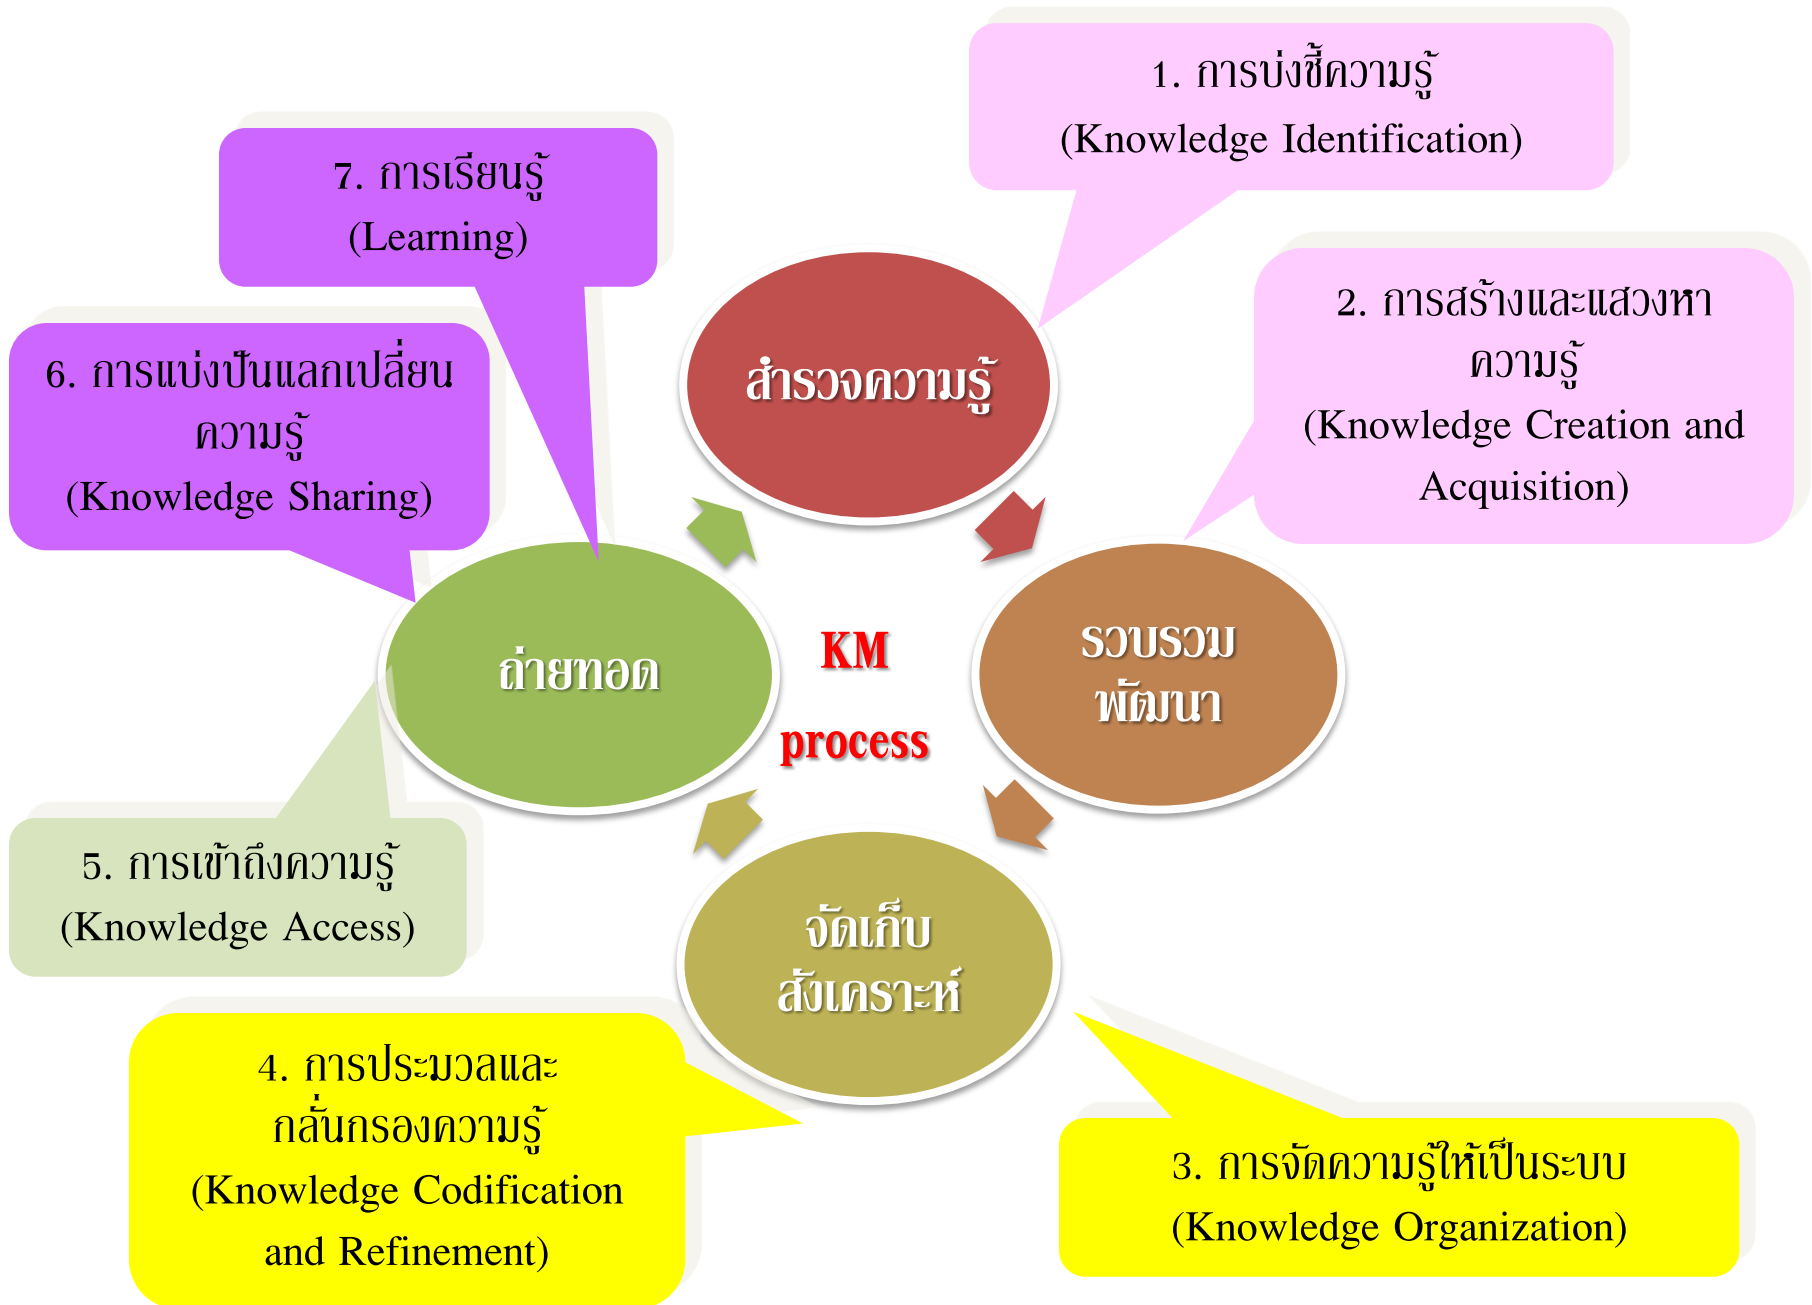 1. การบ่งชี้ความรู้
(Knowledge Identification)
2. การสร้างและแสวงหา
ความรู้
(Knowledge Creation and
Acquisition)
3. การจัดความรู้ให้เป็นระบบ
(Knowledge Organization)
4. การประมวลและ
กลั่นกรองความรู้
(Knowledge Codification
and Refinement)
5. การเข้าถึงความรู้
(Knowledge Access)
6. การแบ่งปันแลกเปลี่ยน
ความรู้
(Knowledge Sharing)
7. การเรียนรู้
(Learning)
สำรวจความรู้
รวบรวม
พัฒนา
จัดเก็บ
สังเคราะห์
ถ่ายทอด
KM
process